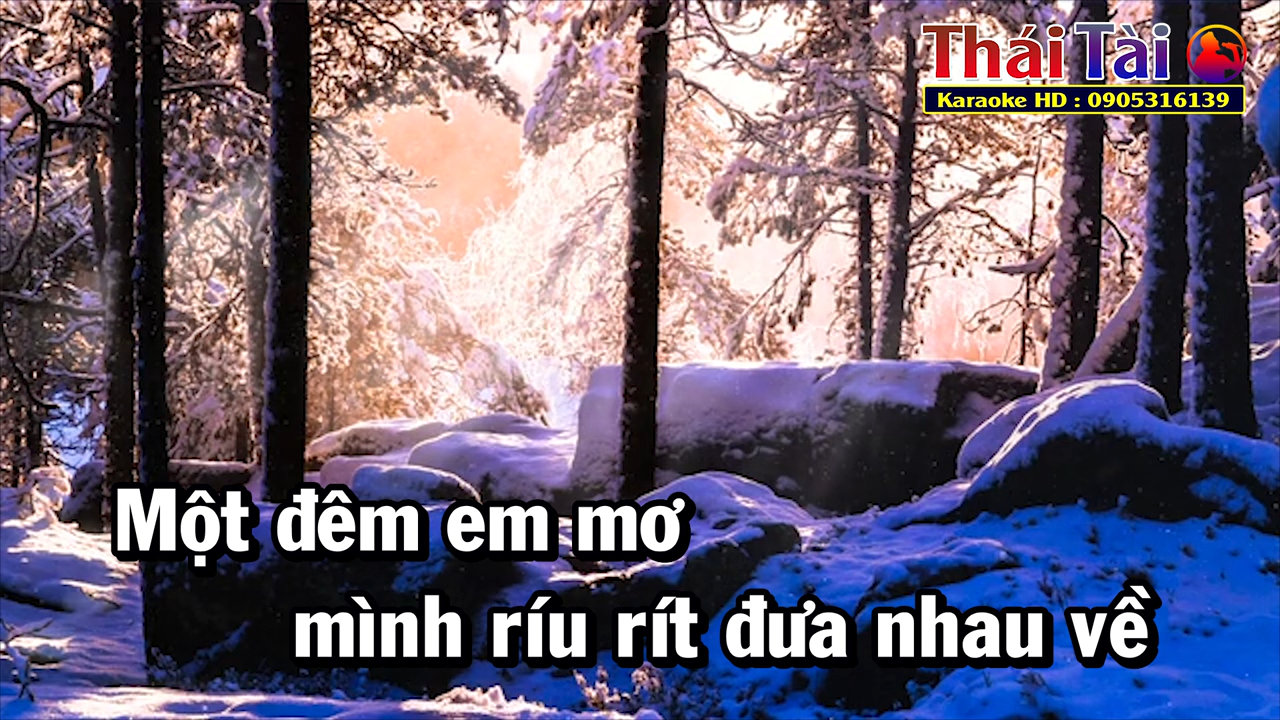 Thái Tài
Karaoke HD : 0905316139
Một đêm em mơ
mình ríu rít đưa nhau về